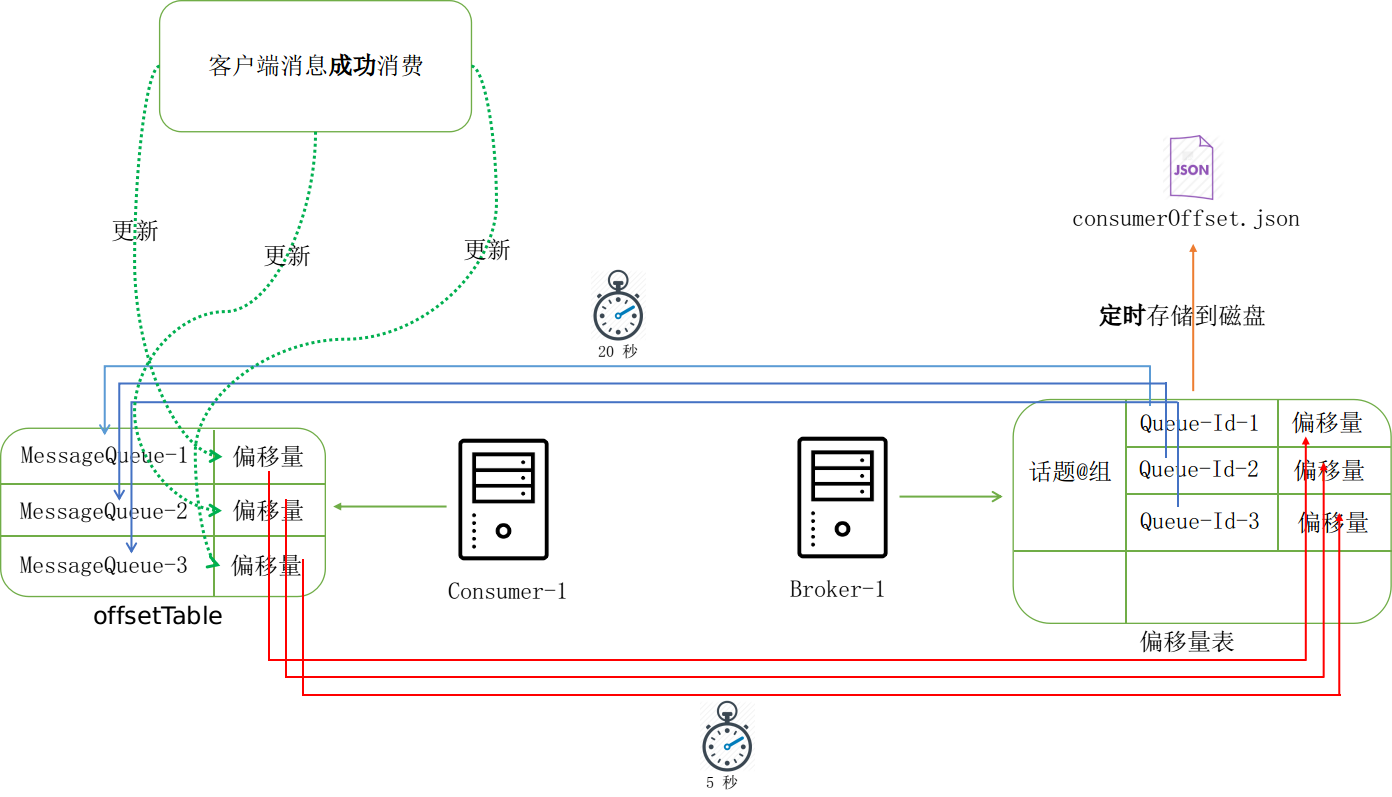 客户端消息成功消费
JSON
consumerOffset.json
更新
更新
更新
定时存储到磁盘
20 秒
MessageQueue-1
偏移量
MessageQueue-2
偏移量
MessageQueue-3
偏移量
offsetTable
Consumer-1
Broker-1
话题@组
Queue-Id-1
偏移量
Queue-Id-2
偏移量
Queue-Id-3
偏移量
偏移量表
5 秒